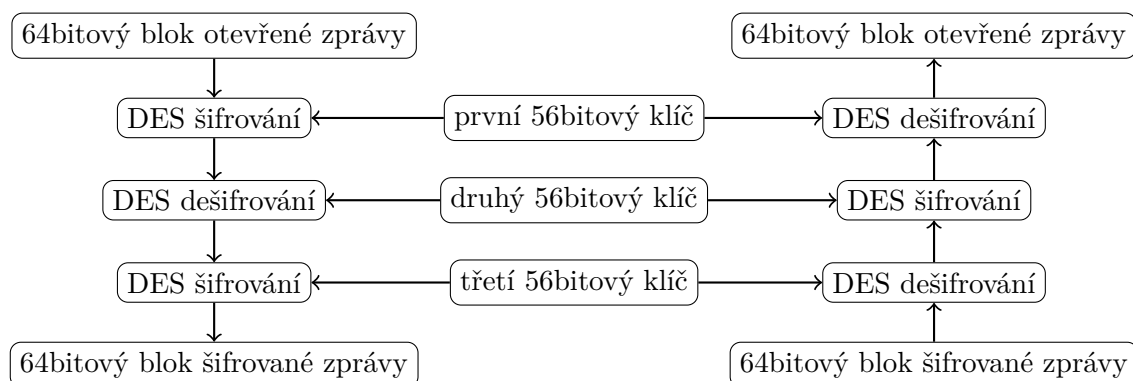 64bitový blok otevřené zprávy
64bitový blok otevřené zprávy
DES šifrování
první 56bitový klíč
DES dešifrování
DES dešifrování
druhý 56bitový klíč
DES šifrování
DES šifrování
třetí 56bitový klíč
DES dešifrování
64bitový blok šifrované zprávy
64bitový blok šifrované zprávy